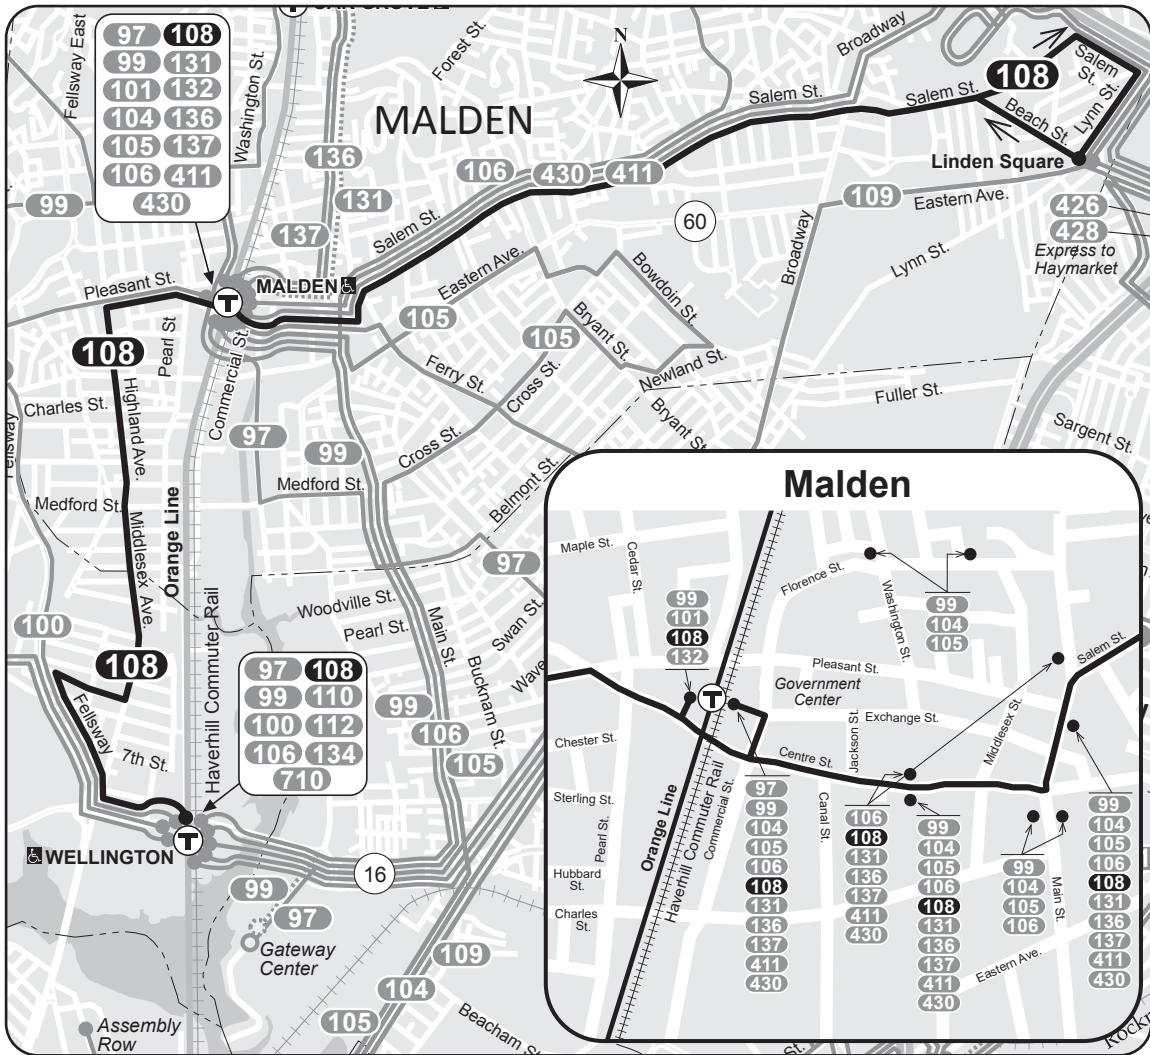 97 108
99 131
101 132
104 136
105 137
106 411
430
Fellsway East
Washington St.
Forest St.
N
MALDEN
Broadway
Salem St.
Salem St.
108
Salem St.
Lynn St.
Beach St.
Linden Square
136
131
137
106
430
411
99
60
109
Eastern Ave.
426
428
Express to
Haymarket
Salem St.
Broadway
Lynn St.
Pleasant St.
T
MALDEN
Eastern Ave.
Bowdoin St.
105
105
Bryant St.
Newland St.
108
Pearl St
Commercial St.
Ferry St.
Cross St.
Fuller St.
Charles St.
Highland Ave.
97
99
Cross St.
Bryant St.
Sargent St.
Fellsway
Medford St.
Medford St.
Belmont St.
Orange Line
Middlesex Ave.
97
Woodville St.
Pearl St.
Swan St.
100
Haverhill Commuter Rail
Main St.
Bucknam St.
108
97 108
99 110
100 112
106 134
710
99
106
105
Fellsway
7th St.
T
WELLINGTON
16
99
97
Gateway
Center
109
104
105
Assembly
Row
Beacham St.
Malden
Maple St.
Cedar St.
Florence St.
Washington St.
99
104
105
99
101
108
132
T
Pleasant St.
Government
Center
Salem St.
Exchange St.
Jackson St.
Middlesex St.
Chester St.
Centre St.
Sterling St.
Pearl St.
Orange Line
Haverhill Commuter Rail
Commercial St.
Canal St.
Hubbard
St.
Charles
St.
Main St.
Eastern Ave.
97
99
104
105
106
108
131
136
137
411
430
106
108
131
136
137
411
430
99
104
105
106
108
131
136
137
411
430
99
104
105
106
99
104
105
106
108
131
136
137
411
430